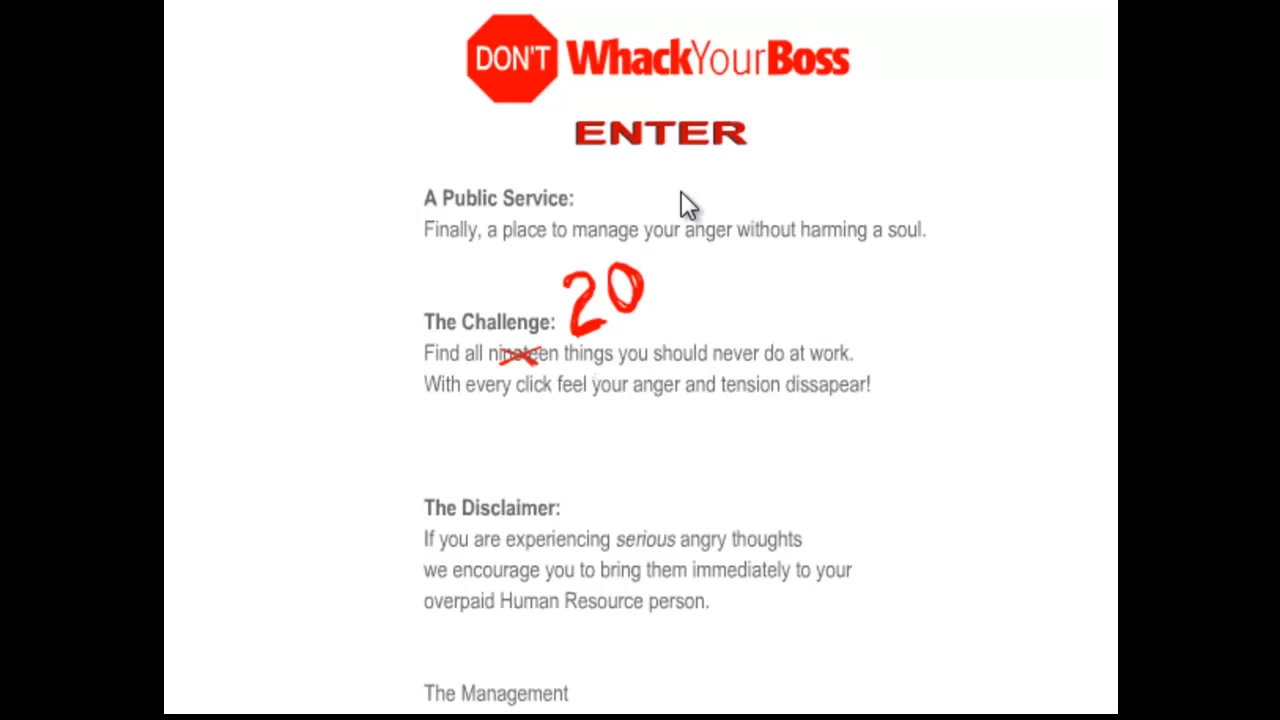 DON'T WhackYourBoss
ENTER
A Public Service:
Finally, a place to manage your anger without harming a soul.
20
The Challenge:
Find all nineteen things you should never do at work.
With every click feel your anger and tension dissapear!
The Disclaimer:
If you are experiencing serious angry thoughts
we encourage you to bring them immediately to your
overpaid Human Resource person.
The Management